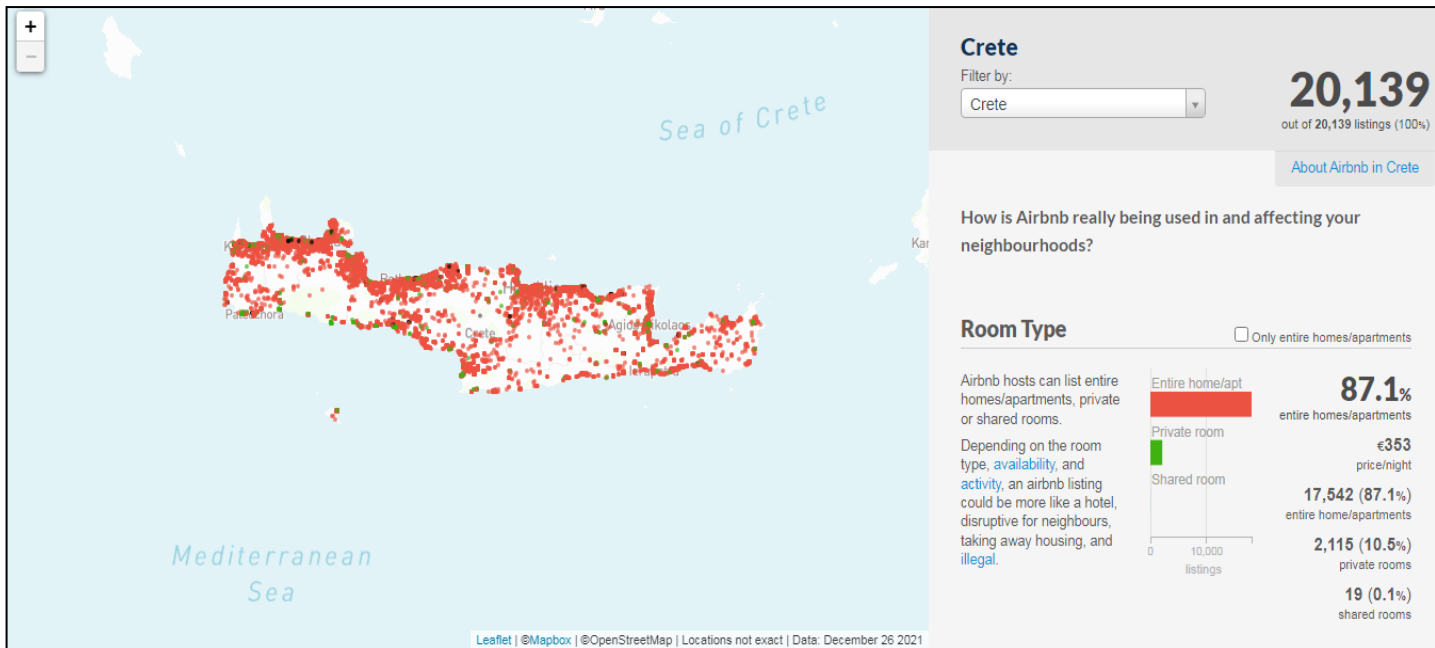 +
−
Sea of Crete
Kar
Crete
Agios Nikolaos
Ierapetra
Mediterranean
Sea
Leaflet | ©Mapbox | ©OpenStreetMap | Locations not exact | Data: December 26 2021
Crete
Filter by:
Crete
20,139
out of 20,139 listings (100%)
About Airbnb in Crete
How is Airbnb really being used in and affecting your
neighbourhoods?
Room Type
Only entire homes/apartments
Airbnb hosts can list entire
homes/apartments, private
or shared rooms.
Depending on the room
type, availability, and
activity, an airbnb listing
could be more like a hotel,
disruptive for neighbours,
taking away housing, and
illegal.
Entire home/apt
Private room
Shared room
0 10,000
listings
87.1%
entire homes/apartments
€353
price/night
17,542 (87.1%)
entire home/apartments
2,115 (10.5%)
private rooms
19 (0.1%)
shared rooms